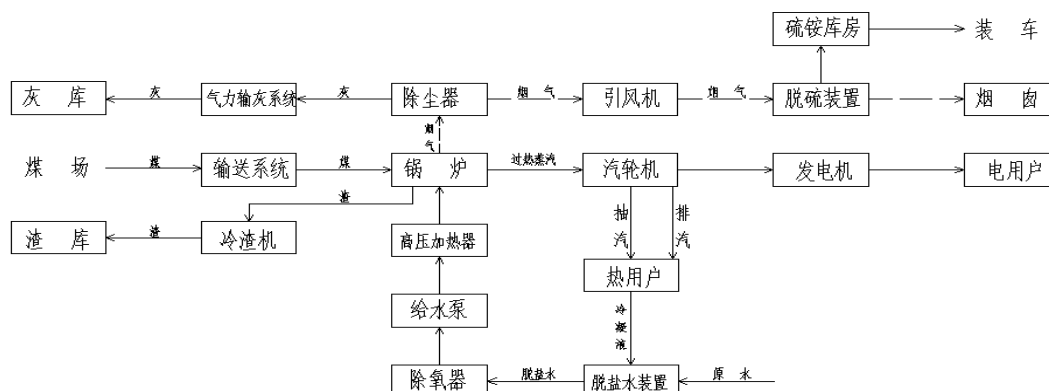 硫铵库房 装 车
灰 库 灰 气力输灰系统 灰 除尘器 烟 气 引风机 烟 气 脱硫装置 烟 囱
烟气
煤 场 煤 输送系统 煤 锅 炉 过热蒸汽 汽轮机 发电机 电用户
渣
渣 库 渣 冷渣机 高压加热器 抽汽 排汽
热用户
给水泵 冷凝液
除氧器 脱盐水 脱盐水装置 原 水